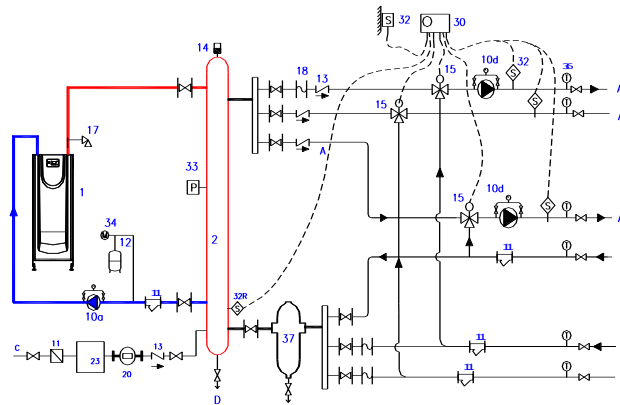 S 32 30
14
15 10d 32 36
18 13 S T A
15 S A
17
A
33 P
1
15 10d S T A
34
12 2
11 T
32R
11 S
10a
37
C 11 13 11 T
23 20
11 T
D